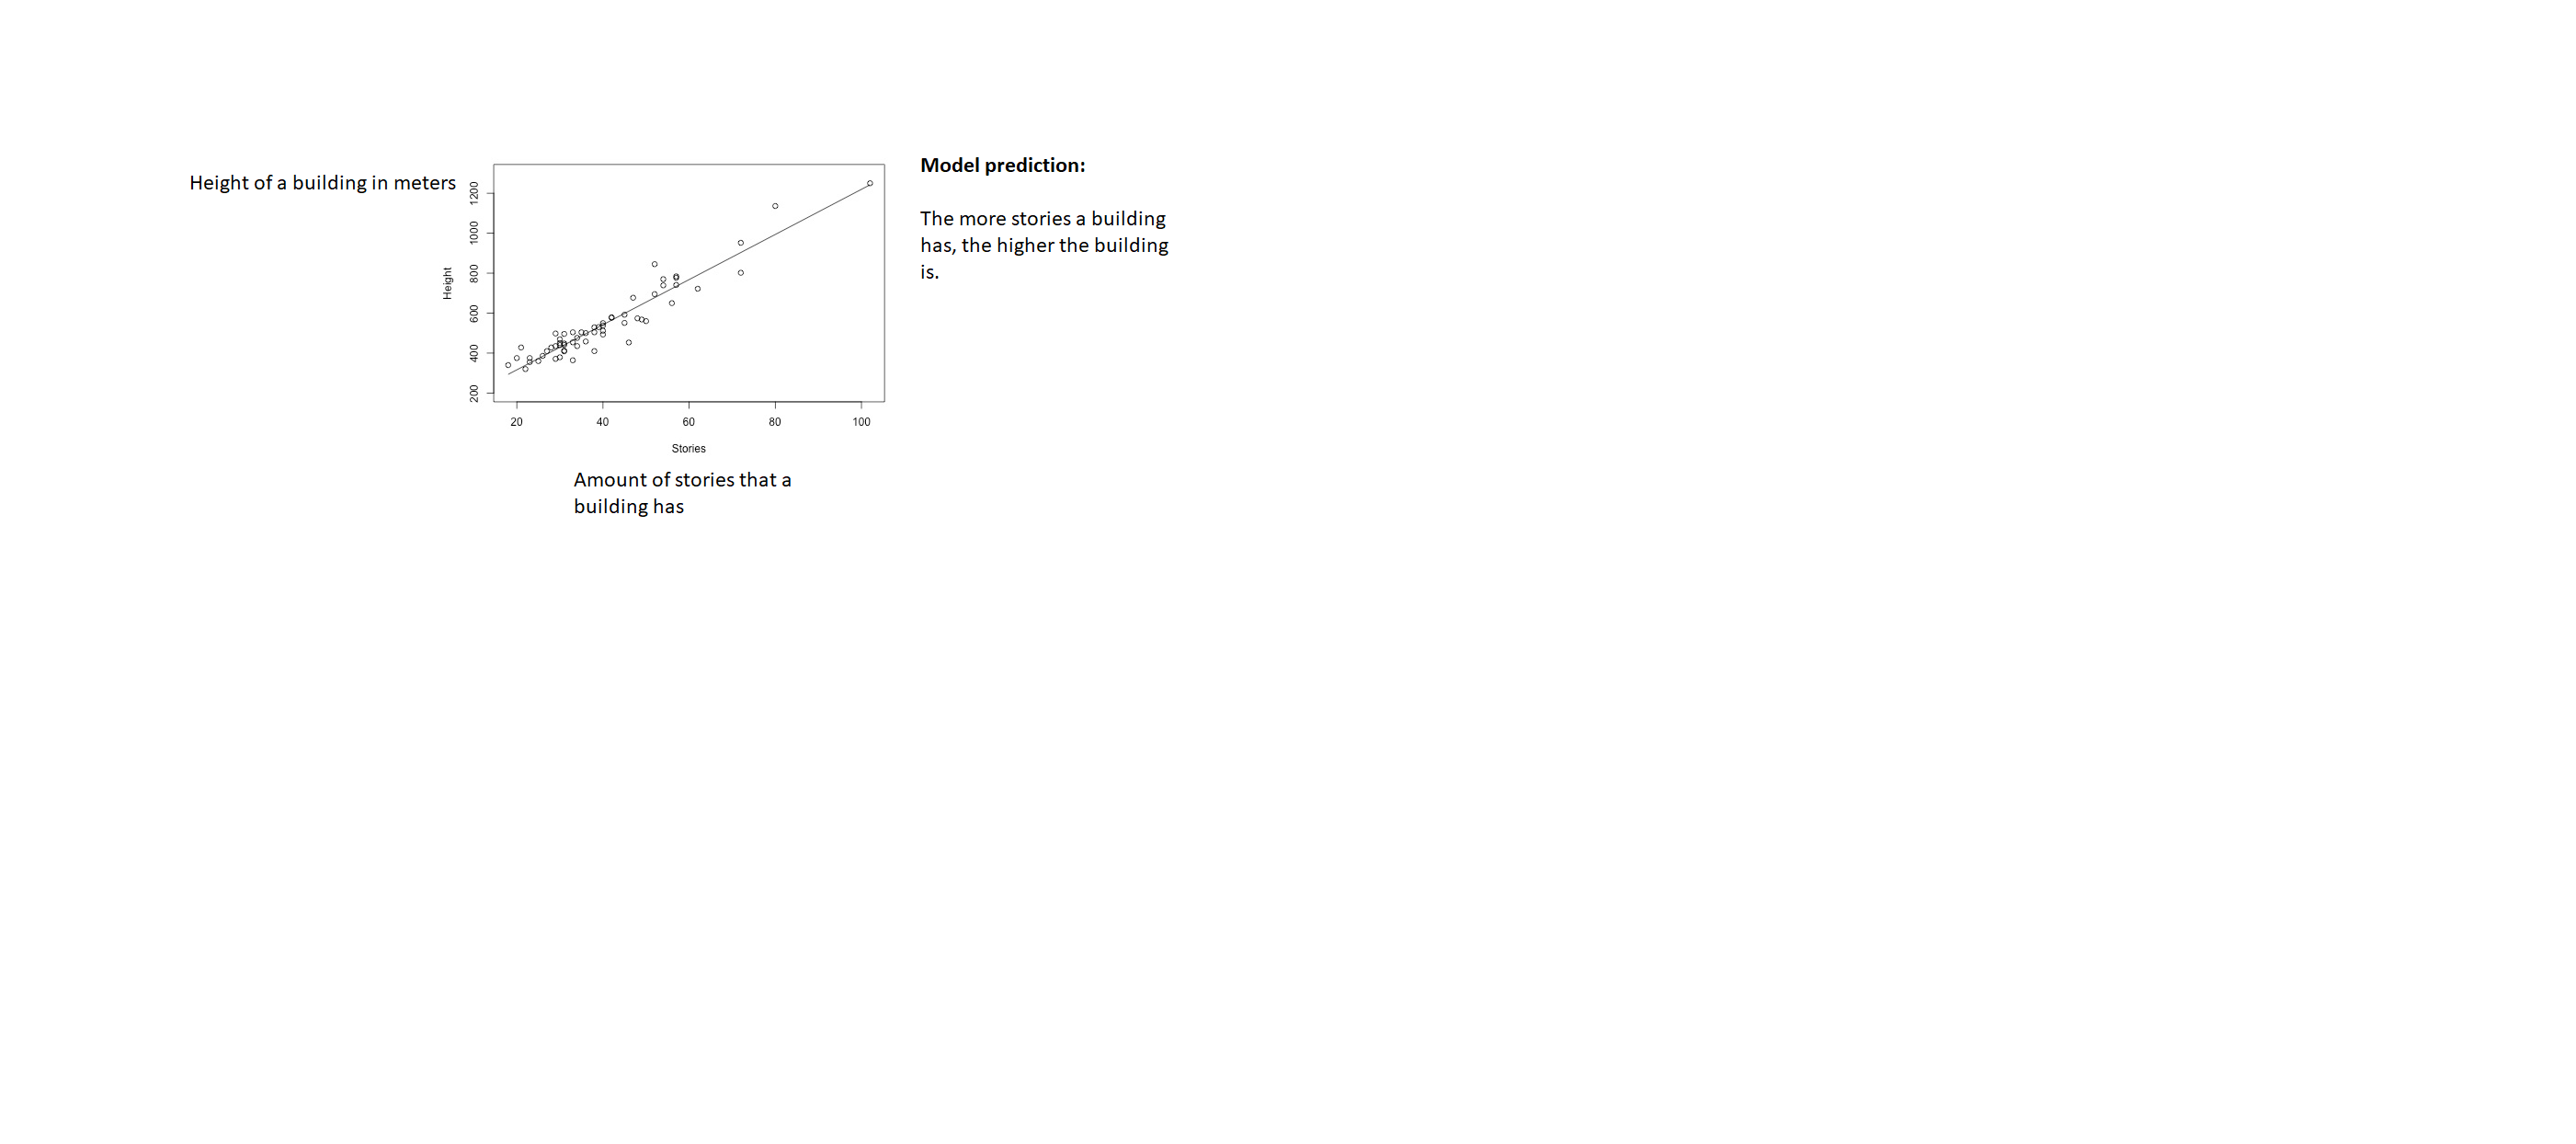 Height of a building in meters
Model prediction:
The more stories a building
has, the higher the building
is.
Height
1200
1000
800
600
400
200
20 40 60 80 100
Stories
Amount of stories that a
building has